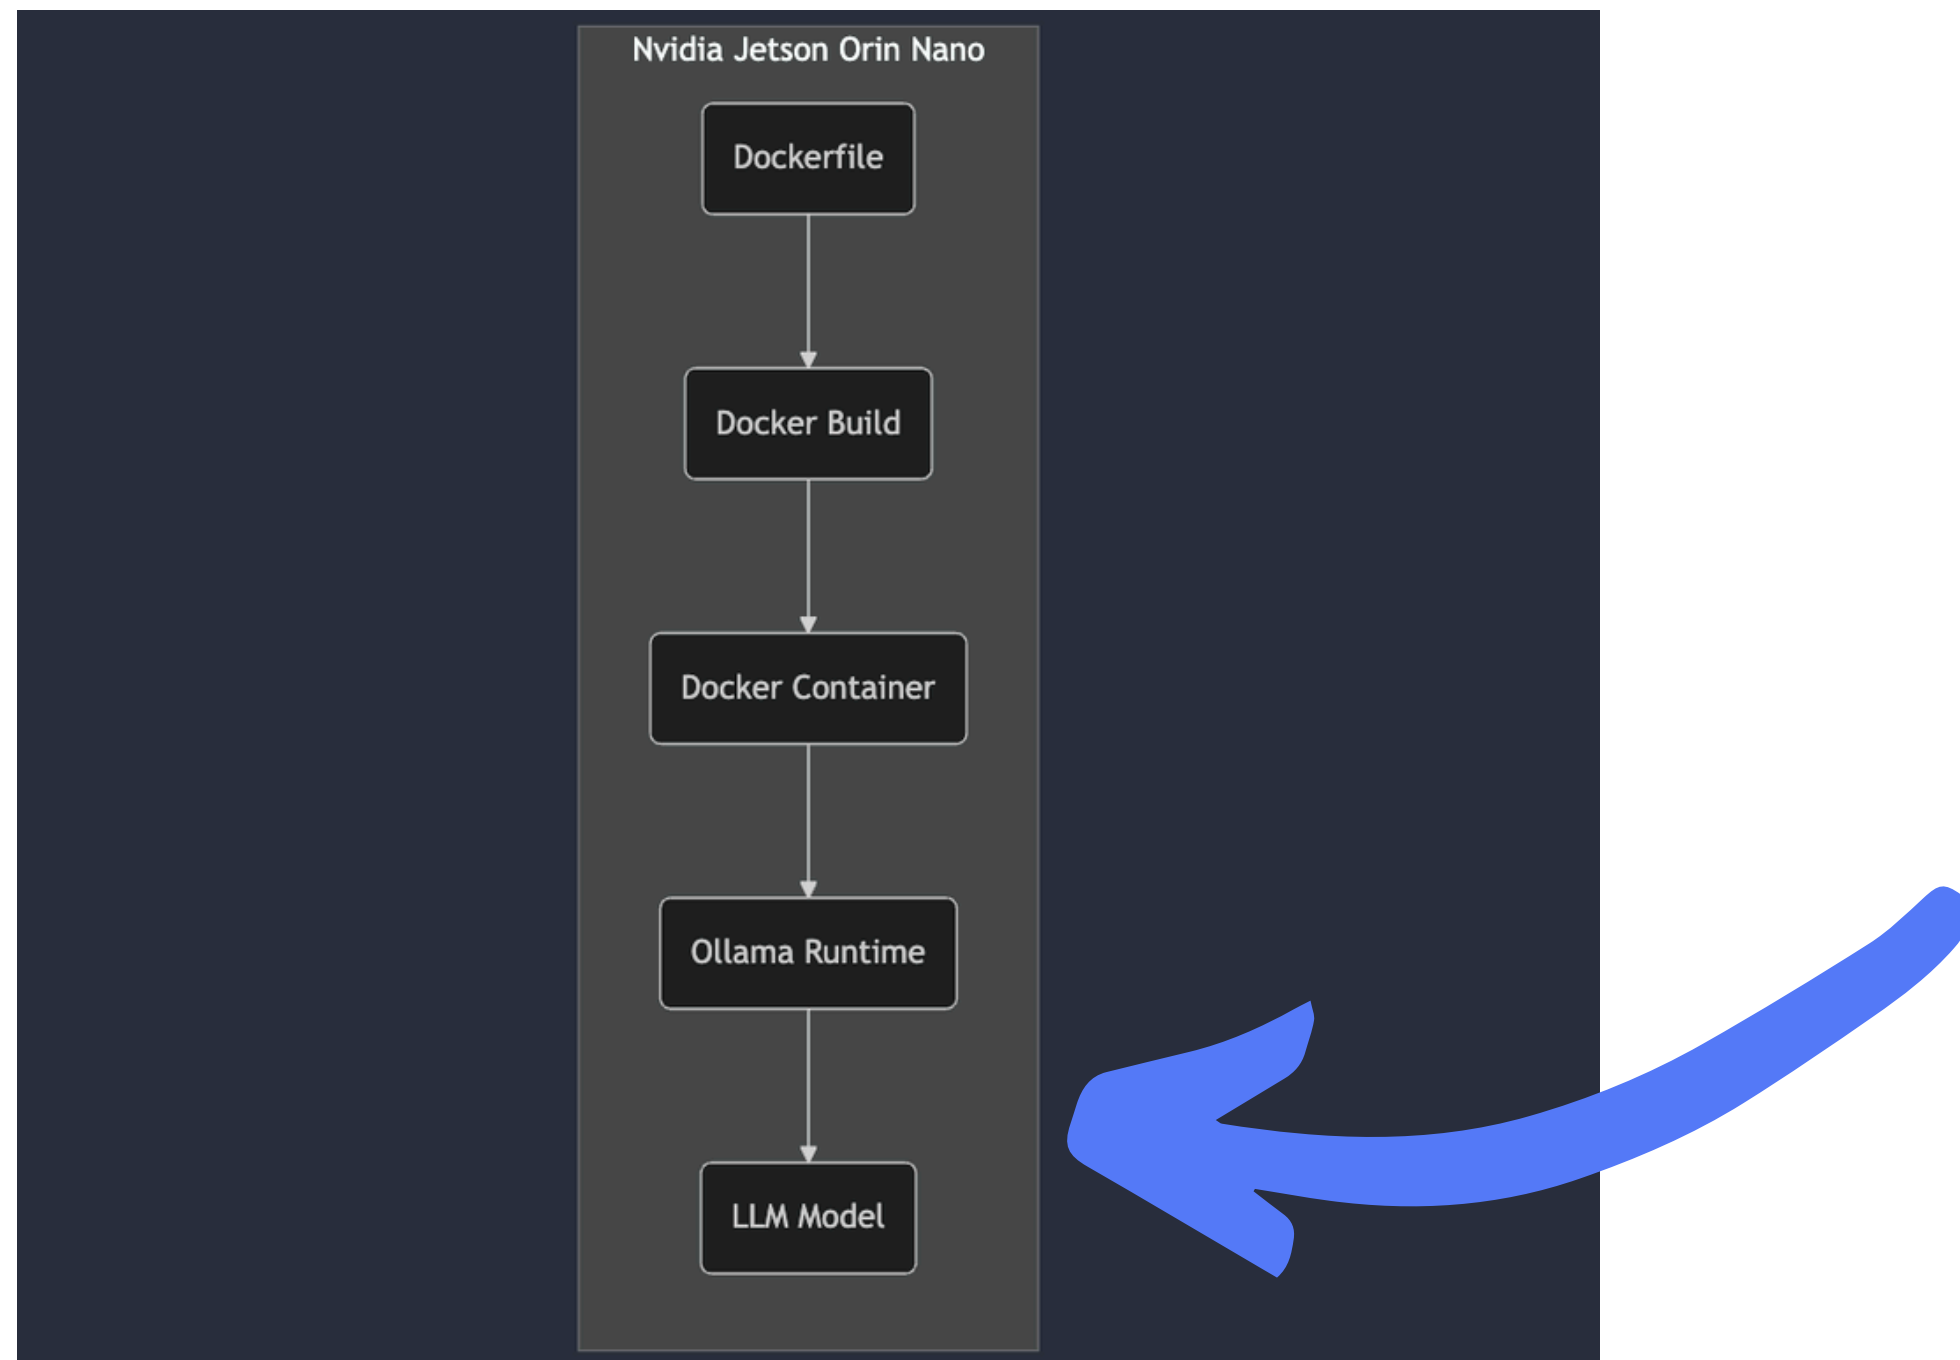 Nvidia Jetson Orin Nano
Dockerfile
Docker Build
Docker Container
Ollama Runtime
LLM Model